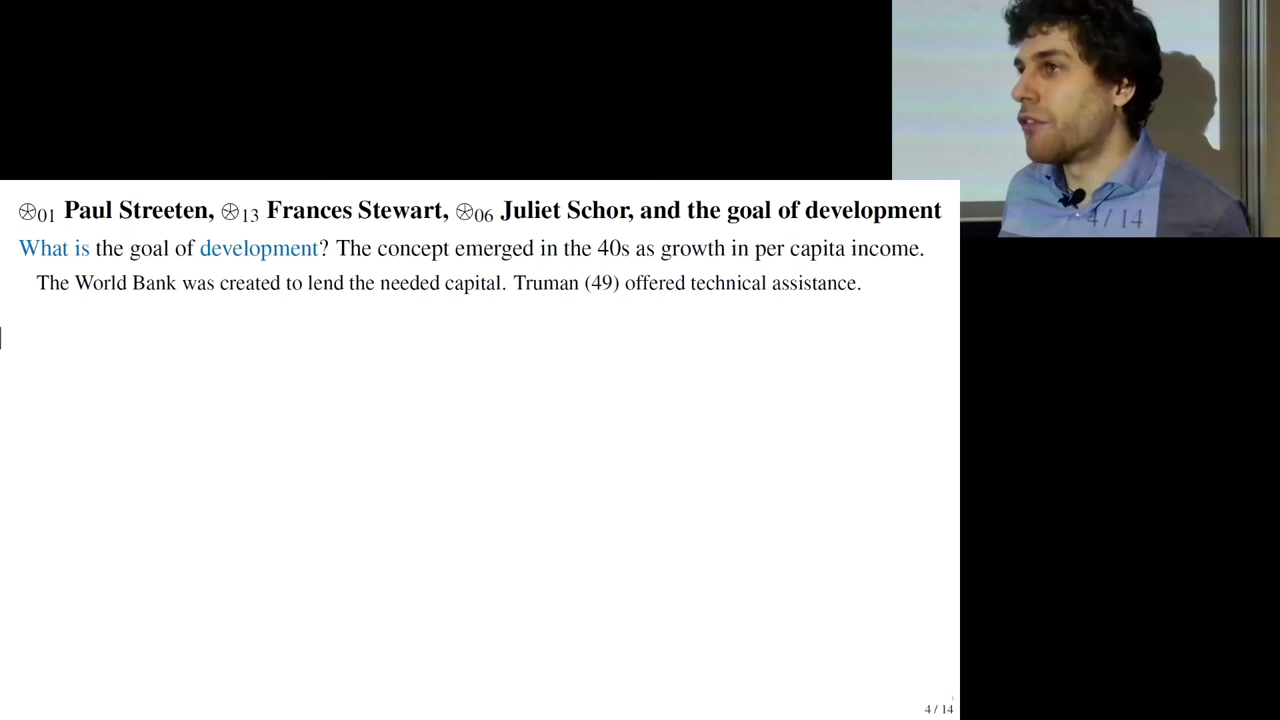 ⊛01 Paul Streeten, ⊛13 Frances Stewart, ⊛06 Juliet Schor, and the goal of development
What is the goal of development? The concept emerged in the 40s as growth in per capita income.
The World Bank was created to lend the needed capital. Truman (49) offered technical assistance.
4 / 14
4 / 14